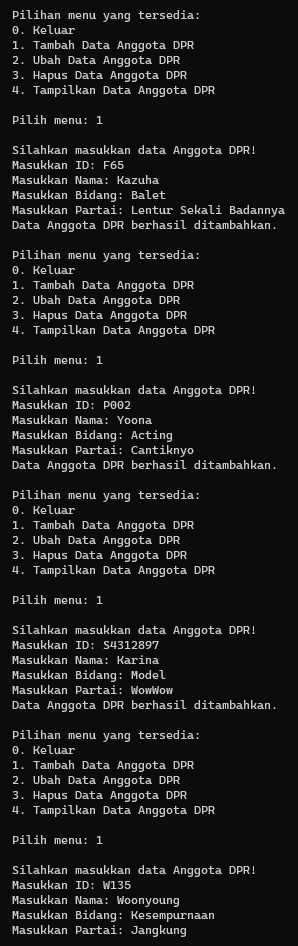 Pilihan menu yang tersedia:
0. Keluar
1. Tambah Data Anggota DPR
2. Ubah Data Anggota DPR
3. Hapus Data Anggota DPR
4. Tampilkan Data Anggota DPR
Pilih menu: 1
Silahkan masukkan data Anggota DPR!
Masukkan ID: F65
Masukkan Nama: Kazuha
Masukkan Bidang: Balet
Masukkan Partai: Lentur Sekali Badannya
Data Anggota DPR berhasil ditambahkan.
Pilihan menu yang tersedia:
0. Keluar
1. Tambah Data Anggota DPR
2. Ubah Data Anggota DPR
3. Hapus Data Anggota DPR
4. Tampilkan Data Anggota DPR
Pilih menu: 1
Silahkan masukkan data Anggota DPR!
Masukkan ID: P002
Masukkan Nama: Yoona
Masukkan Bidang: Acting
Masukkan Partai: Cantiknyo
Data Anggota DPR berhasil ditambahkan.
Pilihan menu yang tersedia:
0. Keluar
1. Tambah Data Anggota DPR
2. Ubah Data Anggota DPR
3. Hapus Data Anggota DPR
4. Tampilkan Data Anggota DPR
Pilih menu: 1
Silahkan masukkan data Anggota DPR!
Masukkan ID: S4312897
Masukkan Nama: Karina
Masukkan Bidang: Model
Masukkan Partai: WowWow
Data Anggota DPR berhasil ditambahkan.
Pilihan menu yang tersedia:
0. Keluar
1. Tambah Data Anggota DPR
2. Ubah Data Anggota DPR
3. Hapus Data Anggota DPR
4. Tampilkan Data Anggota DPR
Pilih menu: 1
Silahkan masukkan data Anggota DPR!
Masukkan ID: W135
Masukkan Nama: Woonyoung
Masukkan Bidang: Kesempurnaan
Masukkan Partai: Jangkung